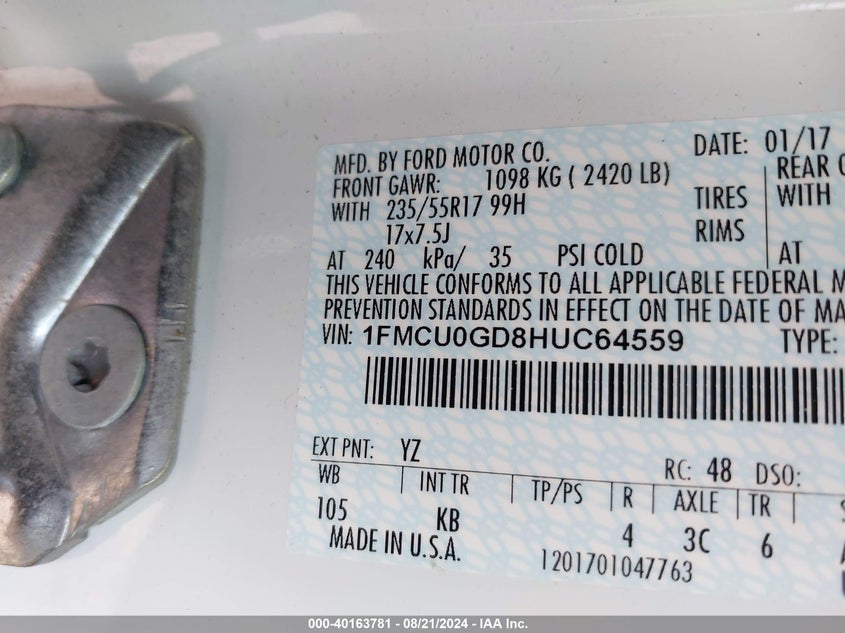 MFD. BY FORD MOTOR CO. DATE: 01/17
FRONT GAWR: 1098 KG ( 2420 LB) REAR
WITH 235/55R17 99H TIRES WITH
17x7.5J RIMS
AT 240 kPa/ 35 PSI COLD AT
THIS VEHICLE CONFORMS TO ALL APPLICABLE FEDERAL
PREVENTION STANDARDS IN EFFECT ON THE DATE OF
VIN: 1FMCU0GD8HUC64559 TYPE:
EXT PNT: YZ RC: 48 DSO:
WB INT TR TP/PS R AXLE TR
105 KB 4 3C 6
MADE IN U.S.A. 1201701047763
000-40163781 - 08/21/2024 - IAA Inc.